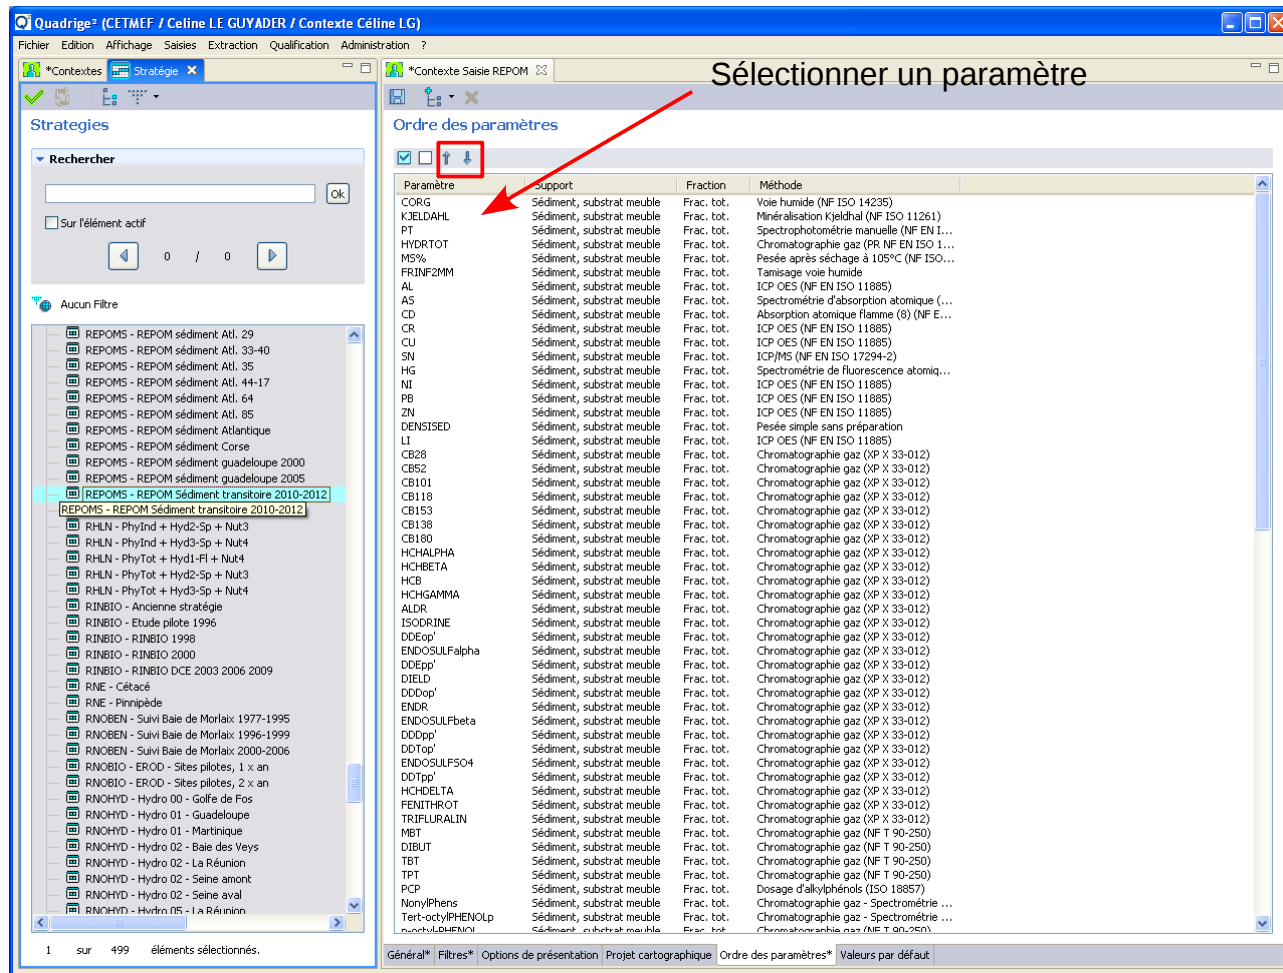 Quadrige² (CETMEF / Celine LE GUYADER / Contexte Céline LG)
Fichier Edition Affichage Saisies Extraction Qualification Administration ?
*Contextes Stratégie
Strategies
Rechercher
Ok
Sur l'élément actif
0 / 0
Aucun Filtre
REPOMS - REPOM sédiment Atl. 29
REPOMS - REPOM sédiment Atl. 33-40
REPOMS - REPOM sédiment Atl. 35
REPOMS - REPOM sédiment Atl. 44-17
REPOMS - REPOM sédiment Atl. 64
REPOMS - REPOM sédiment Atl. 85
REPOMS - REPOM sédiment Atlantique
REPOMS - REPOM sédiment Corse
REPOMS - REPOM sédiment guadeloupe 2000
REPOMS - REPOM sédiment guadeloupe 2005
REPOMS - REPOM Sédiment transitoire 2010-2012
REPOMS - REPOM Sédiment transitoire 2010-2012
RHLN - PhyInd + Hyd2-Sp + Nut3
RHLN - PhyInd + Hyd3-Sp + Nut4
RHLN - PhyTot + Hyd1-Fl + Nut4
RHLN - PhyTot + Hyd2-Sp + Nut3
RHLN - PhyTot + Hyd3-Sp + Nut4
RINBIO - Ancienne stratégie
RINBIO - Etude pilote 1996
RINBIO - RINBIO 1998
RINBIO - RINBIO 2000
RINBIO - RINBIO DCE 2003 2006 2009
RNE - Cétacé
RNE - Pinnipède
RNOBEN - Suivi Baie de Morlaix 1977-1995
RNOBEN - Suivi Baie de Morlaix 1996-1999
RNOBEN - Suivi Baie de Morlaix 2000-2006
RNOBIO - EROD - Sites pilotes, 1 x an
RNOBIO - EROD - Sites pilotes, 2 x an
RNOHYD - Hydro 00 - Golfe de Fos
RNOHYD - Hydro 01 - Guadeloupe
RNOHYD - Hydro 01 - Martinique
RNOHYD - Hydro 02 - Baie des Veys
RNOHYD - Hydro 02 - La Réunion
RNOHYD - Hydro 02 - Seine amont
RNOHYD - Hydro 02 - Seine aval
RNOHYD - Hydro 05 - La Réunion
1 sur 499 éléments sélectionnés.
*Contexte Saisie REPOM
Sélectionner un paramètre
Ordre des paramètres
Paramètre Support Fraction Méthode
CORG Sédiment, substrat meuble Frac. tot. Voie humide (NF ISO 14235)
KJELDAHL Sédiment, substrat meuble Frac. tot. Minéralisation Kjeldhal (NF ISO 11261)
PT Sédiment, substrat meuble Frac. tot. Spectrophotométrie manuelle (NF EN I...
HYDRTOT Sédiment, substrat meuble Frac. tot. Chromatographie gaz (PR NF EN ISO 1...
MS% Sédiment, substrat meuble Frac. tot. Pesée après séchage à 105°C (NF ISO...
FRINF2MM Sédiment, substrat meuble Frac. tot. Tamisage voie humide
AL Sédiment, substrat meuble Frac. tot. ICP OES (NF EN ISO 11885)
AS Sédiment, substrat meuble Frac. tot. Spectrométrie d'absorption atomique (...
CD Sédiment, substrat meuble Frac. tot. Absorption atomique flamme (8) (NF E...
CR Sédiment, substrat meuble Frac. tot. ICP OES (NF EN ISO 11885)
CU Sédiment, substrat meuble Frac. tot. ICP OES (NF EN ISO 11885)
SN Sédiment, substrat meuble Frac. tot. ICP/MS (NF EN ISO 17294-2)
HG Sédiment, substrat meuble Frac. tot. Spectrométrie de fluorescence atomiq...
NI Sédiment, substrat meuble Frac. tot. ICP OES (NF EN ISO 11885)
PB Sédiment, substrat meuble Frac. tot. ICP OES (NF EN ISO 11885)
ZN Sédiment, substrat meuble Frac. tot. ICP OES (NF EN ISO 11885)
DENSISED Sédiment, substrat meuble Frac. tot. Pesée simple sans préparation
LI Sédiment, substrat meuble Frac. tot. ICP OES (NF EN ISO 11885)
CB28 Sédiment, substrat meuble Frac. tot. Chromatographie gaz (XP X 33-012)
CB52 Sédiment, substrat meuble Frac. tot. Chromatographie gaz (XP X 33-012)
CB101 Sédiment, substrat meuble Frac. tot. Chromatographie gaz (XP X 33-012)
CB118 Sédiment, substrat meuble Frac. tot. Chromatographie gaz (XP X 33-012)
CB153 Sédiment, substrat meuble Frac. tot. Chromatographie gaz (XP X 33-012)
CB138 Sédiment, substrat meuble Frac. tot. Chromatographie gaz (XP X 33-012)
CB180 Sédiment, substrat meuble Frac. tot. Chromatographie gaz (XP X 33-012)
HCHALPHA Sédiment, substrat meuble Frac. tot. Chromatographie gaz (XP X 33-012)
HCHBETA Sédiment, substrat meuble Frac. tot. Chromatographie gaz (XP X 33-012)
HCB Sédiment, substrat meuble Frac. tot. Chromatographie gaz (XP X 33-012)
HCHGAMMA Sédiment, substrat meuble Frac. tot. Chromatographie gaz (XP X 33-012)
ALDR Sédiment, substrat meuble Frac. tot. Chromatographie gaz (XP X 33-012)
ISODRINE Sédiment, substrat meuble Frac. tot. Chromatographie gaz (XP X 33-012)
DDEop' Sédiment, substrat meuble Frac. tot. Chromatographie gaz (XP X 33-012)
ENDOSULFalpha Sédiment, substrat meuble Frac. tot. Chromatographie gaz (XP X 33-012)
DDEpp' Sédiment, substrat meuble Frac. tot. Chromatographie gaz (XP X 33-012)
DIELD Sédiment, substrat meuble Frac. tot. Chromatographie gaz (XP X 33-012)
DDDop' Sédiment, substrat meuble Frac. tot. Chromatographie gaz (XP X 33-012)
ENDR Sédiment, substrat meuble Frac. tot. Chromatographie gaz (XP X 33-012)
ENDOSULFbeta Sédiment, substrat meuble Frac. tot. Chromatographie gaz (XP X 33-012)
DDDpp' Sédiment, substrat meuble Frac. tot. Chromatographie gaz (XP X 33-012)
DDTop' Sédiment, substrat meuble Frac. tot. Chromatographie gaz (XP X 33-012)
ENDOSULFSO4 Sédiment, substrat meuble Frac. tot. Chromatographie gaz (XP X 33-012)
DDTpp' Sédiment, substrat meuble Frac. tot. Chromatographie gaz (XP X 33-012)
HCHDELTA Sédiment, substrat meuble Frac. tot. Chromatographie gaz (XP X 33-012)
FENITHROT Sédiment, substrat meuble Frac. tot. Chromatographie gaz (XP X 33-012)
TRIFLURALIN Sédiment, substrat meuble Frac. tot. Chromatographie gaz (XP X 33-012)
MBT Sédiment, substrat meuble Frac. tot. Chromatographie gaz (NF T 90-250)
DIBUT Sédiment, substrat meuble Frac. tot. Chromatographie gaz (NF T 90-250)
TBT Sédiment, substrat meuble Frac. tot. Chromatographie gaz (NF T 90-250)
TPT Sédiment, substrat meuble Frac. tot. Chromatographie gaz (NF T 90-250)
PCP Sédiment, substrat meuble Frac. tot. Dosage d'alkylphénols (ISO 18857)
NonylPhens Sédiment, substrat meuble Frac. tot. Chromatographie gaz - Spectrométrie ...
Tert-octylPHENOLp Sédiment, substrat meuble Frac. tot. Chromatographie gaz - Spectrométrie ...
n-octyl-PHENOL Sédiment, substrat meuble Frac. tot. Chromatographie gaz (NF T 90-250)
Général* Filtres* Options de présentation Projet cartographique Ordre des paramètres* Valeurs par défaut